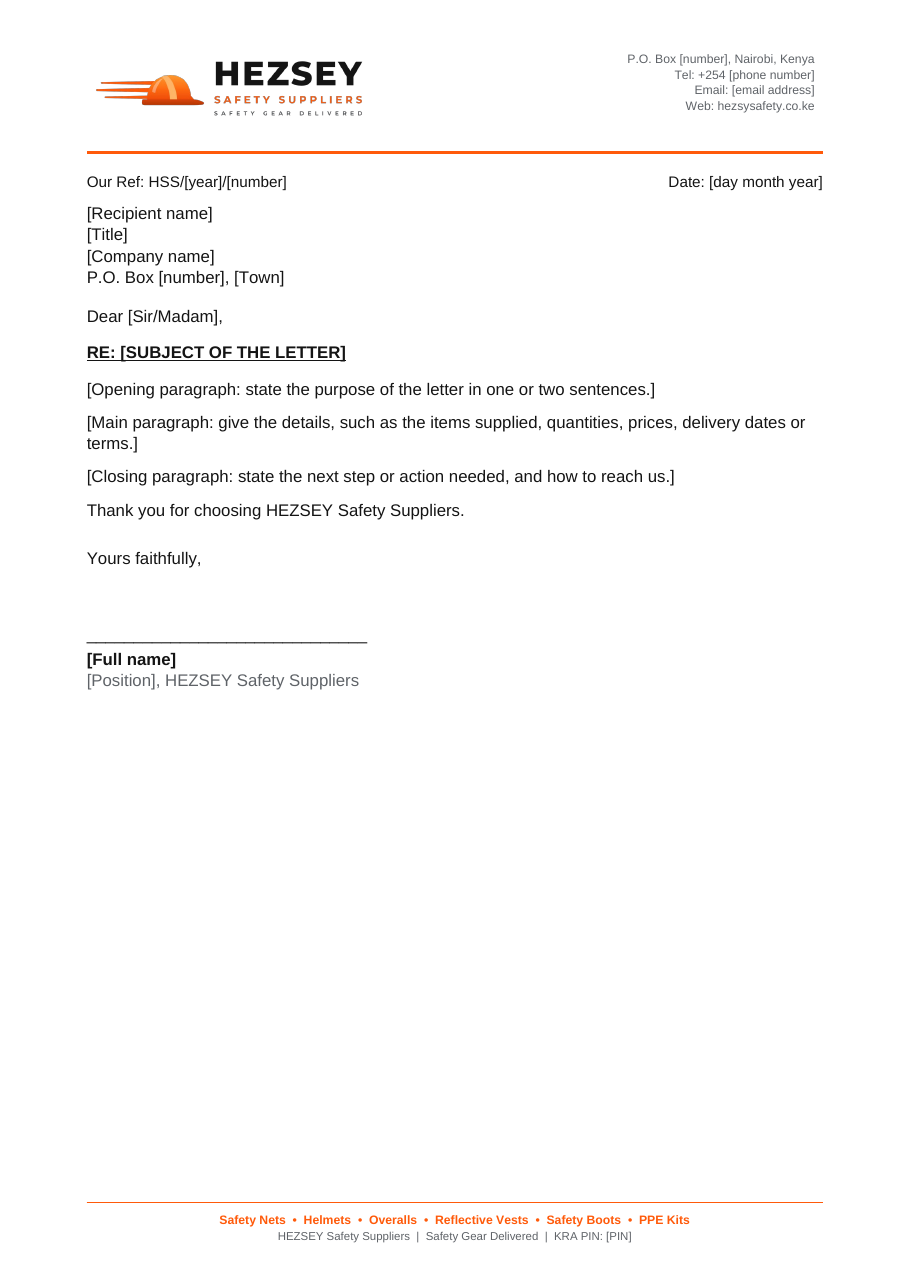 HEZSEY
SAFETY SUPPLIERS
SAFETY GEAR DELIVERED
P.O. Box [number], Nairobi, Kenya
Tel: +254 [phone number]
Email: [email address]
Web: hezsysafety.co.ke
Our Ref: HSS/[year]/[number]
Date: [day month year]
[Recipient name]
[Title]
[Company name]
P.O. Box [number], [Town]
Dear [Sir/Madam],
RE: [SUBJECT OF THE LETTER]
[Opening paragraph: state the purpose of the letter in one or two sentences.]
[Main paragraph: give the details, such as the items supplied, quantities, prices, delivery dates or
terms.]
[Closing paragraph: state the next step or action needed, and how to reach us.]
Thank you for choosing HEZSEY Safety Suppliers.
Yours faithfully,
______________________________
[Full name]
[Position], HEZSEY Safety Suppliers
Safety Nets • Helmets • Overalls • Reflective Vests • Safety Boots • PPE Kits
HEZSEY Safety Suppliers | Safety Gear Delivered | KRA PIN: [PIN]